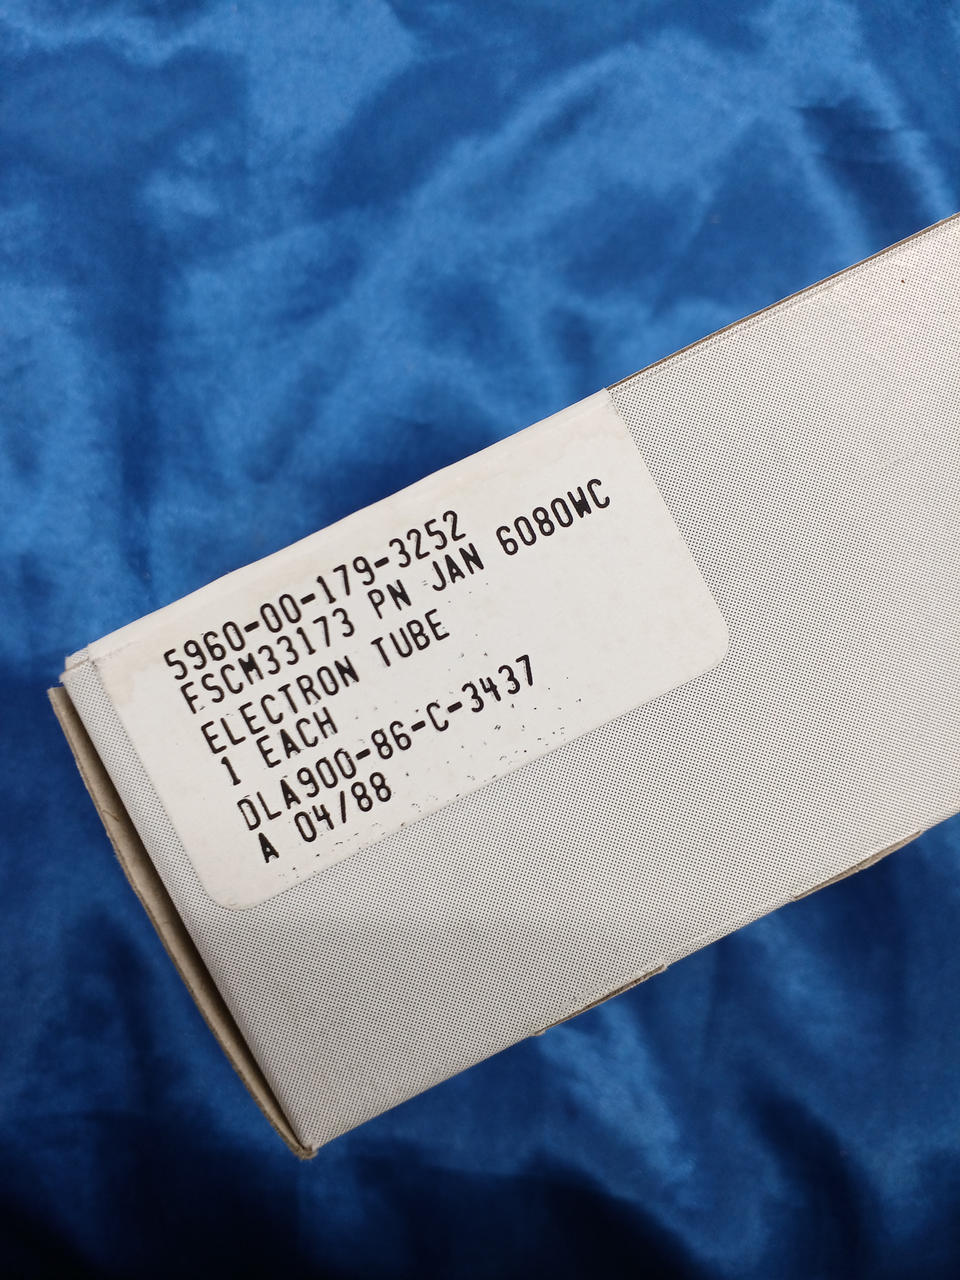 5960-00-179-3252
FSCM33173 PN JAN 6080WC
ELECTRON TUBE
1 EACH
DLA900-86-C-3437
A 04/88